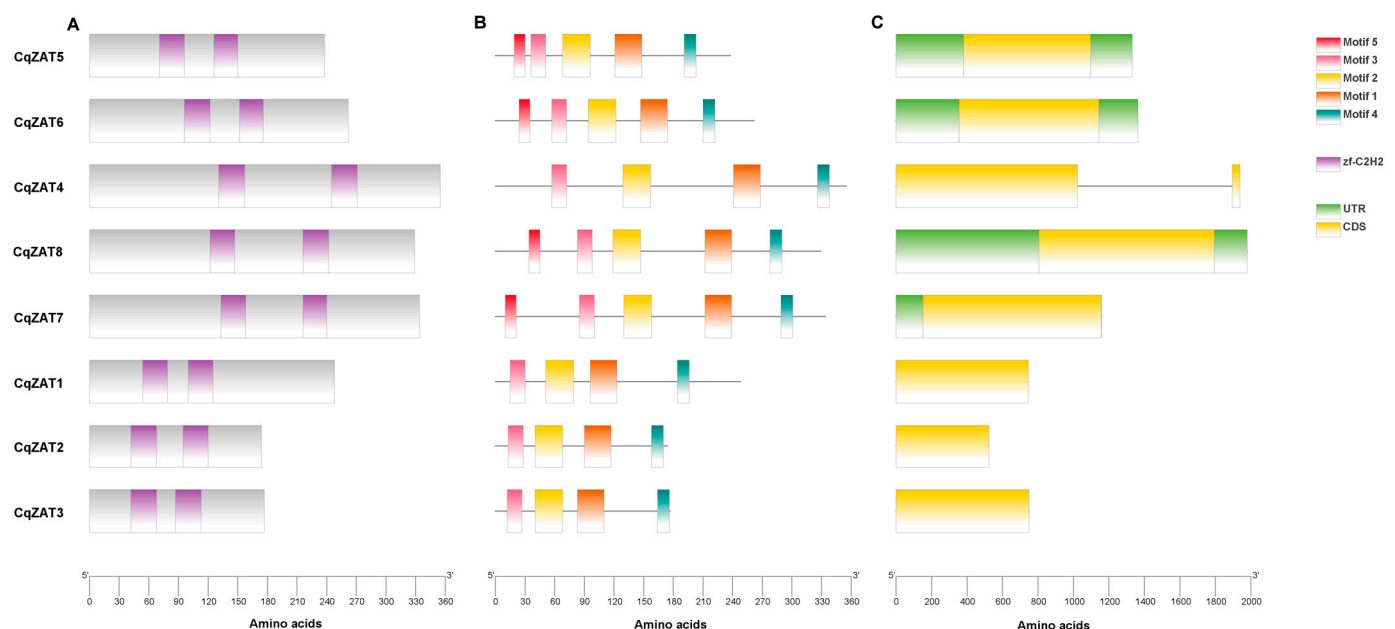 A B C
CqZAT5
CqZAT6
CqZAT4
CqZAT8
CqZAT7
CqZAT1
CqZAT2
CqZAT3
5' 3'
0 30 60 90 120 150 180 210 240 270 300 330 360
Amino acids
5' 3'
0 30 60 90 120 150 180 210 240 270 300 330 360
Amino acids
5' 3'
0 200 400 600 800 1000 1200 1400 1600 1800 2000
Amino acids
Motif 5
Motif 3
Motif 2
Motif 1
Motif 4
zf-C2H2
UTR
CDS